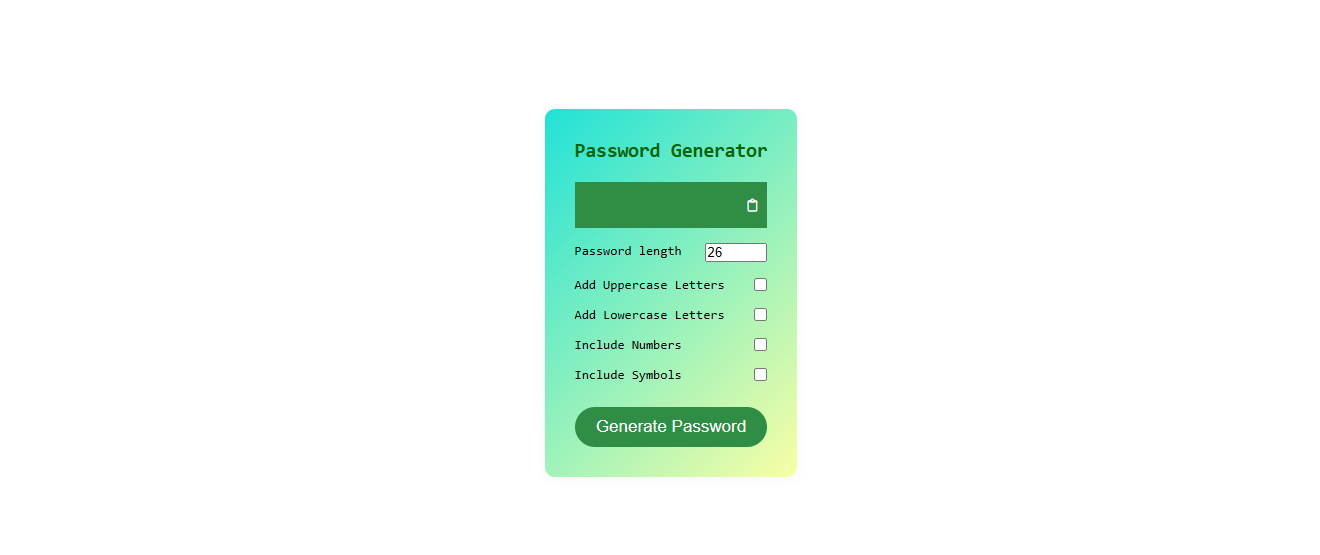 Password Generator
Password length 26
Add Uppercase Letters
Add Lowercase Letters
Include Numbers
Include Symbols
Generate Password